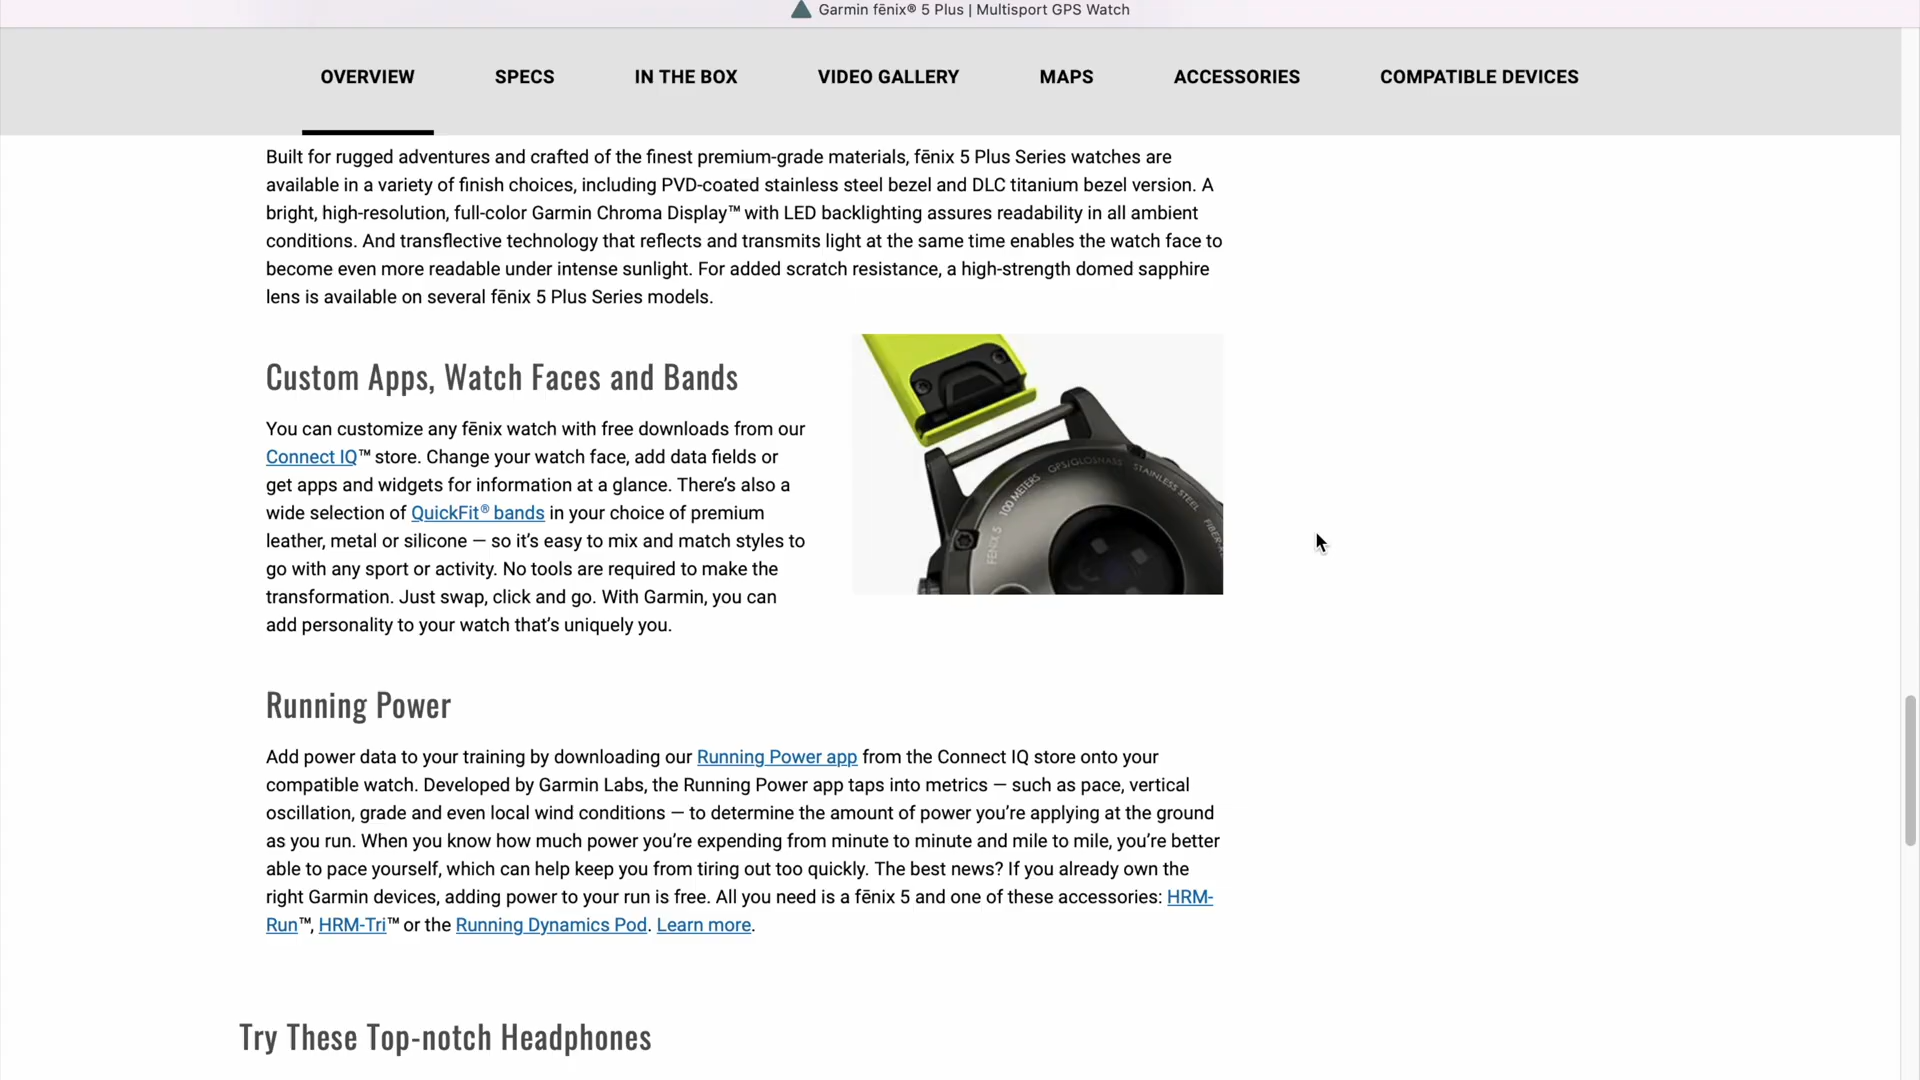 Garmin fēnix® 5 Plus | Multisport GPS Watch
OVERVIEW
SPECS
IN THE BOX
VIDEO GALLERY
MAPS
ACCESSORIES
COMPATIBLE DEVICES
Built for rugged adventures and crafted of the finest premium-grade materials, fēnix 5 Plus Series watches are
available in a variety of finish choices, including PVD-coated stainless steel bezel and DLC titanium bezel version. A
bright, high-resolution, full-color Garmin Chroma Display™ with LED backlighting assures readability in all ambient
conditions. And transflective technology that reflects and transmits light at the same time enables the watch face to
become even more readable under intense sunlight. For added scratch resistance, a high-strength domed sapphire
lens is available on several fēnix 5 Plus Series models.
Custom Apps, Watch Faces and Bands
You can customize any fēnix watch with free downloads from our
Connect IQ™ store. Change your watch face, add data fields or
get apps and widgets for information at a glance. There’s also a
wide selection of QuickFit® bands in your choice of premium
leather, metal or silicone — so it’s easy to mix and match styles to
go with any sport or activity. No tools are required to make the
transformation. Just swap, click and go. With Garmin, you can
add personality to your watch that’s uniquely you.
FENIX 5
100 METERS
GPS/GLONASS
STAINLESS STEEL
Running Power
Add power data to your training by downloading our Running Power app from the Connect IQ store onto your
compatible watch. Developed by Garmin Labs, the Running Power app taps into metrics — such as pace, vertical
oscillation, grade and even local wind conditions — to determine the amount of power you’re applying at the ground
as you run. When you know how much power you’re expending from minute to minute and mile to mile, you’re better
able to pace yourself, which can help keep you from tiring out too quickly. The best news? If you already own the
right Garmin devices, adding power to your run is free. All you need is a fēnix 5 and one of these accessories: HRM-
Run™, HRM-Tri™ or the Running Dynamics Pod. Learn more.
Try These Top-notch Headphones